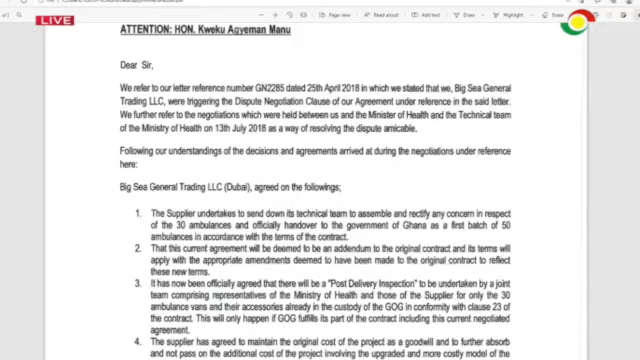 Page view
Read aloud
Add text
Draw
Highlight
Erase
LIVE
ATTENTION: HON. Kweku Agyeman Manu
Dear Sir,
We refer to our letter reference number GN2285 dated 25th April 2018 in which we stated that we, Big Sea General
Trading LLC, were triggering the Dispute Negotiation Clause of our Agreement under reference in the said letter.
We further refer to the negotiations which were held between us and the Minister of Health and the Technical team
of the Ministry of Health on 13th July 2018 as a way of resolving the dispute amicable.
Following our understandings of the decisions and agreements arrived at during the negotiations under reference
here:
Big Sea General Trading LLC (Dubai), agreed on the followings;
1. The Supplier undertakes to send down its technical team to assemble and rectify any concern in respect
of the 30 ambulances and officially handover to the government of Ghana as a first batch of 50
ambulances in accordance with the terms of the contract.
2. That this current agreement will be deemed to be an addendum to the original contract and its terms will
apply with the appropriate amendments deemed to have been made to the original contract to reflect
these new terms.
3. It has now been officially agreed that there will be a "Post Delivery Inspection" to be undertaken by a joint
team comprising representatives of the Ministry of Health and those of the Supplier for only the 30
ambulance vans and their accessories already in the custody of the GOG in conformity with clause 23 of
the contract. This will only happen if GOG fulfills its part of the contract including this current negotiated
agreement.
4. The supplier has agreed to maintain the original cost of the project as a goodwill and to further absorb
and not pass on the additional cost of the project involving the upgraded and more costly model of the